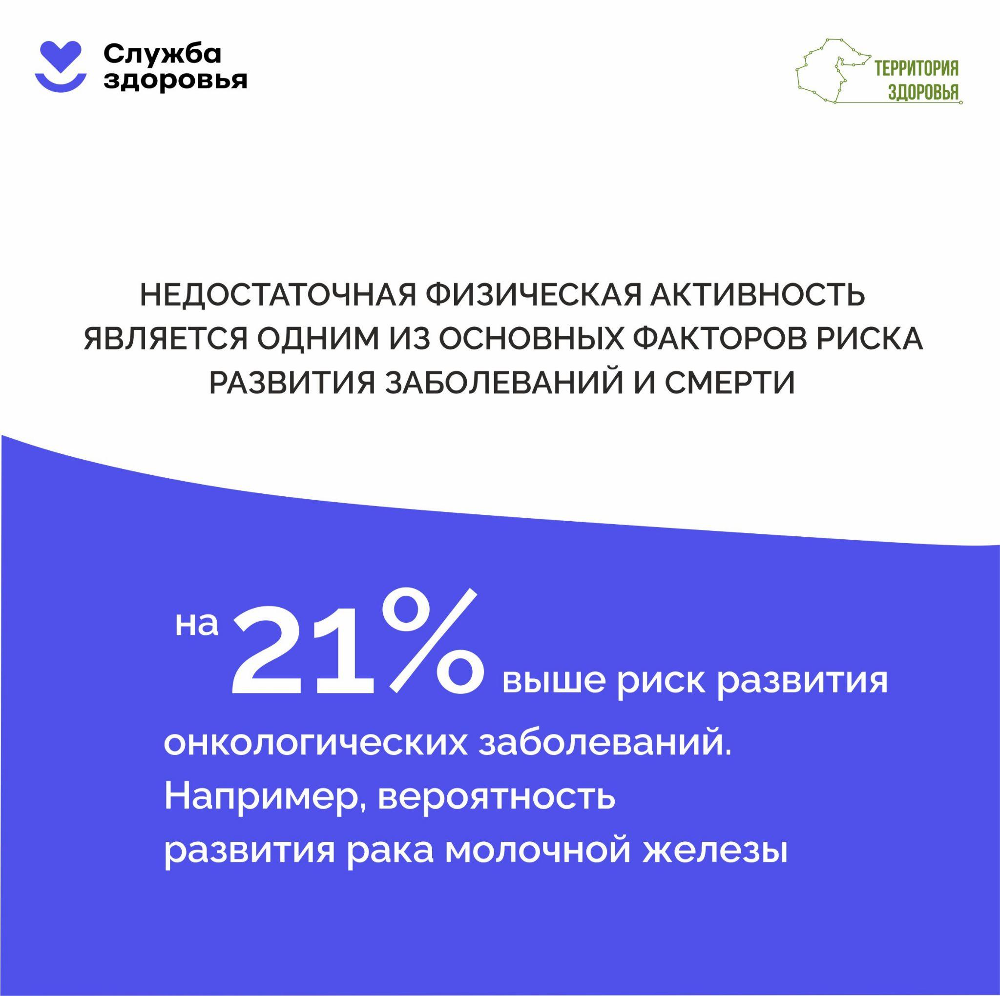 Служба
здоровья
ТЕРРИТОРИЯ
ЗДОРОВЬЯ
НЕДОСТАТОЧНАЯ ФИЗИЧЕСКАЯ АКТИВНОСТЬ
ЯВЛЯЕТСЯ ОДНИМ ИЗ ОСНОВНЫХ ФАКТОРОВ РИСКА
РАЗВИТИЯ ЗАБОЛЕВАНИЙ И СМЕРТИ
на 21% выше риск развития
онкологических заболеваний.
Например, вероятность
развития рака молочной железы